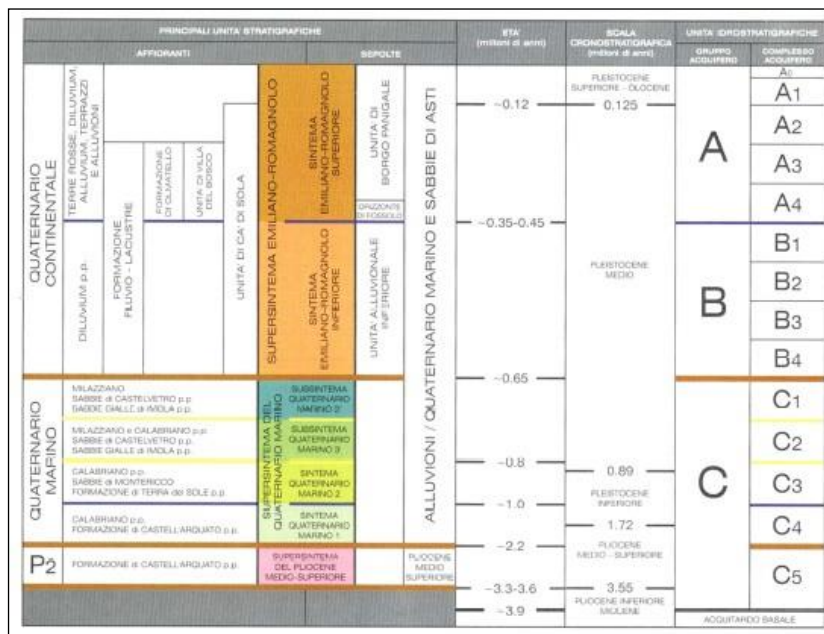 PRINCIPALI UNITA' STRATIGRAFICHE
AFFIORANTI
SEPOLTE
ETA'
(milioni di anni)
SCALA
CRONOSTRATIGRAFICA
(milioni di anni)
UNITA' IDROSTRATIGRAFICHE
GRUPPO
ACQUIFERO
COMPLESSO
ACQUIFERO
QUATERNARIO
CONTINENTALE
TERRE ROSSE, DILUVIUM,
ALLUVIUM, TERRAZZI
E ALLUVIONI
DILUVIUM p.p.
FORMAZIONE
FLUVIO - LACUSTRE
FORMAZIONE
DI OLMATELLO
UNITA' DI VILLA
DEL BOSCO
UNITA' DI CA' DI SOLA
SUPERSINTEMA EMILIANO-ROMAGNOLO
SINTEMA
EMILIANO-ROMAGNOLO
SUPERIORE
SINTEMA
EMILIANO-ROMAGNOLO
INFERIORE
UNITA' DI
BORGO PANIGALE
ORIZZONTE
DI FOSSOLO
UNITA' ALLUVIONALE
INFERIORE
ALLUVIONI / QUATERNARIO MARINO E SABBIE DI ASTI
~0.12
~0.35-0.45
~0.65
~0.8
~1.0
~2.2
~3.3-3.6
~3.9
PLEISTOCENE
SUPERIORE - OLOCENE
0.125
PLEISTOCENE
MEDIO
0.89
PLEISTOCENE
INFERIORE
1.72
PLIOCENE
MEDIO - SUPERIORE
3.55
PLIOCENE INFERIORE
MIOCENE
A
A0
A1
A2
A3
A4
B
B1
B2
B3
B4
C
C1
C2
C3
C4
C5
ACQUITARDO BASALE
QUATERNARIO
MARINO
MILAZZIANO
SABBIE di CASTELVETRO p.p.
SABBIE GIALLE di IMOLA p.p.
MILAZZIANO e CALABRIANO p.p.
SABBIE di CASTELVETRO p.p.
SABBIE GIALLE di IMOLA p.p.
CALABRIANO p.p.
SABBIE di MONTERICCO
FORMAZIONE di TERRA del SOLE p.p.
CALABRIANO p.p.
FORMAZIONE di CASTELL'ARQUATO p.p.
SUPERSINTEMA DEL
QUATERNARIO MARINO
SUBSINTEMA
QUATERNARIO
SUBSINTEMA
QUATERNARIO
MARINO 3
SINTEMA
QUATERNARIO
MARINO 2
SINTEMA
QUATERNARIO
MARINO 1
P2
FORMAZIONE di CASTELL'ARQUATO p.p.
SUPERSINTEMA
DEL PLIOCENE
MEDIO-SUPERIORE
PLIOCENE
MEDIO
SUPERIORE